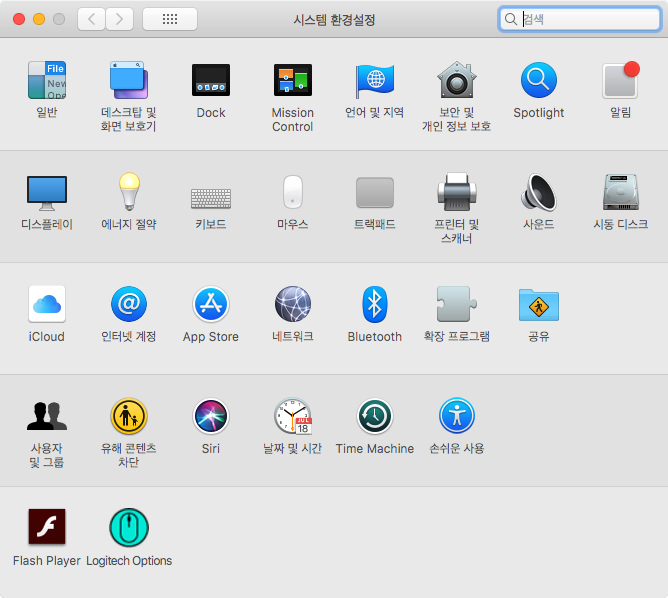 시스템 환경설정
검색
File
New
Ope
일반
데스크탑 및
화면 보호기
Dock
Mission
Control
언어 및 지역
보안 및
개인 정보 보호
Spotlight
알림
디스플레이
에너지 절약
키보드
마우스
트랙패드
프린터 및
스캐너
사운드
시동 디스크
iCloud
@
인터넷 계정
App Store
네트워크
Bluetooth
확장 프로그램
공유
사용자
및 그룹
유해 콘텐츠
차단
Siri
JUL
18
날짜 및 시간
Time Machine
손쉬운 사용
Flash Player
Logitech Options